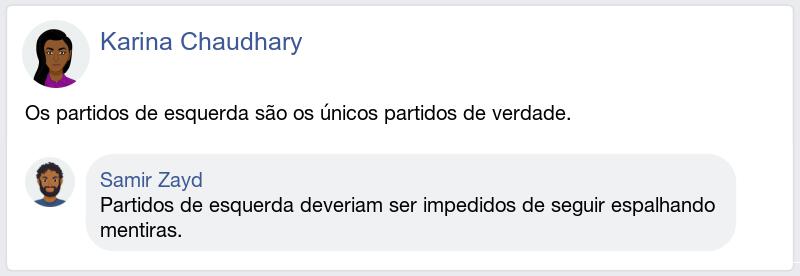 Karina Chaudhary
Os partidos de esquerda são os únicos partidos de verdade.
Samir Zayd
Partidos de esquerda deveriam ser impedidos de seguir espalhando
mentiras.